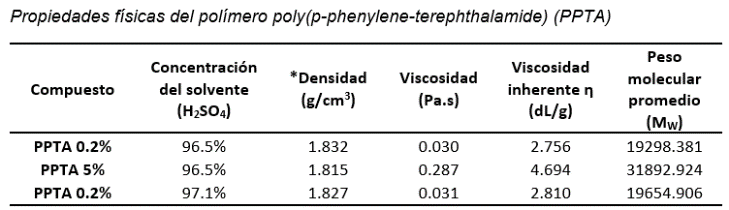 Propiedades físicas del polímero poly(p-phenylene-terephthalamide) (PPTA)
Compuesto | Concentración del solvente (H₂SO₄) | *Densidad (g/cm³) | Viscosidad (Pa.s) | Viscosidad inherente η (dL/g) | Peso molecular promedio (M_W)
PPTA 0.2% | 96.5% | 1.832 | 0.030 | 2.756 | 19298.381
PPTA 5% | 96.5% | 1.815 | 0.287 | 4.694 | 31892.924
PPTA 0.2% | 97.1% | 1.827 | 0.031 | 2.810 | 19654.906